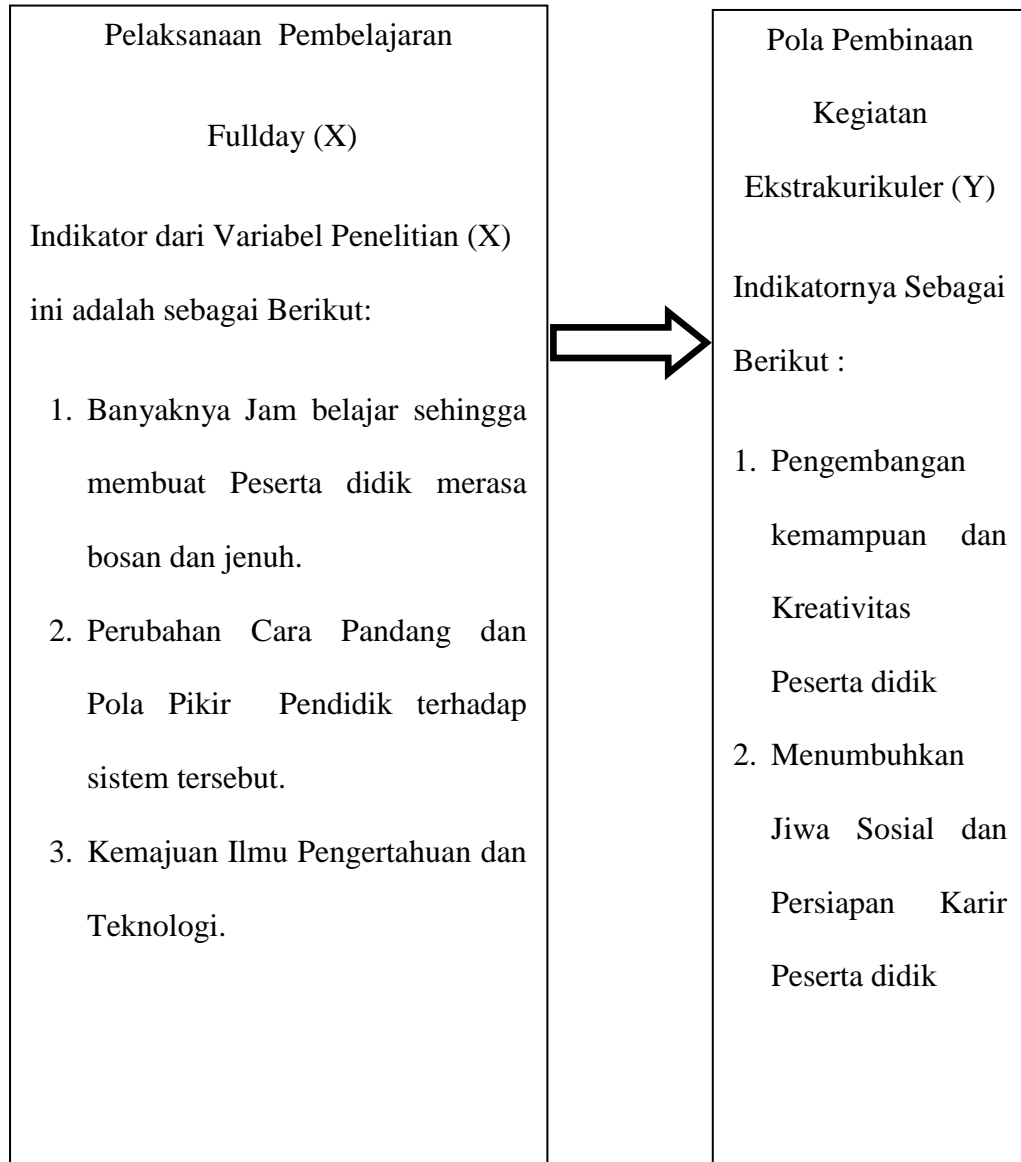 Pelaksanaan Pembelajaran
Fullday (X)
Indikator dari Variabel Penelitian (X)
ini adalah sebagai Berikut:
1. Banyaknya Jam belajar sehingga
membuat Peserta didik merasa
bosan dan jenuh.
2. Perubahan Cara Pandang dan
Pola Pikir Pendidik terhadap
sistem tersebut.
3. Kemajuan Ilmu Pengertahuan dan
Teknologi.
Pola Pembinaan
Kegiatan
Ekstrakurikuler (Y)
Indikatornya Sebagai
Berikut :
1. Pengembangan
kemampuan dan
Kreativitas
Peserta didik
2. Menumbuhkan
Jiwa Sosial dan
Persiapan Karir
Peserta didik